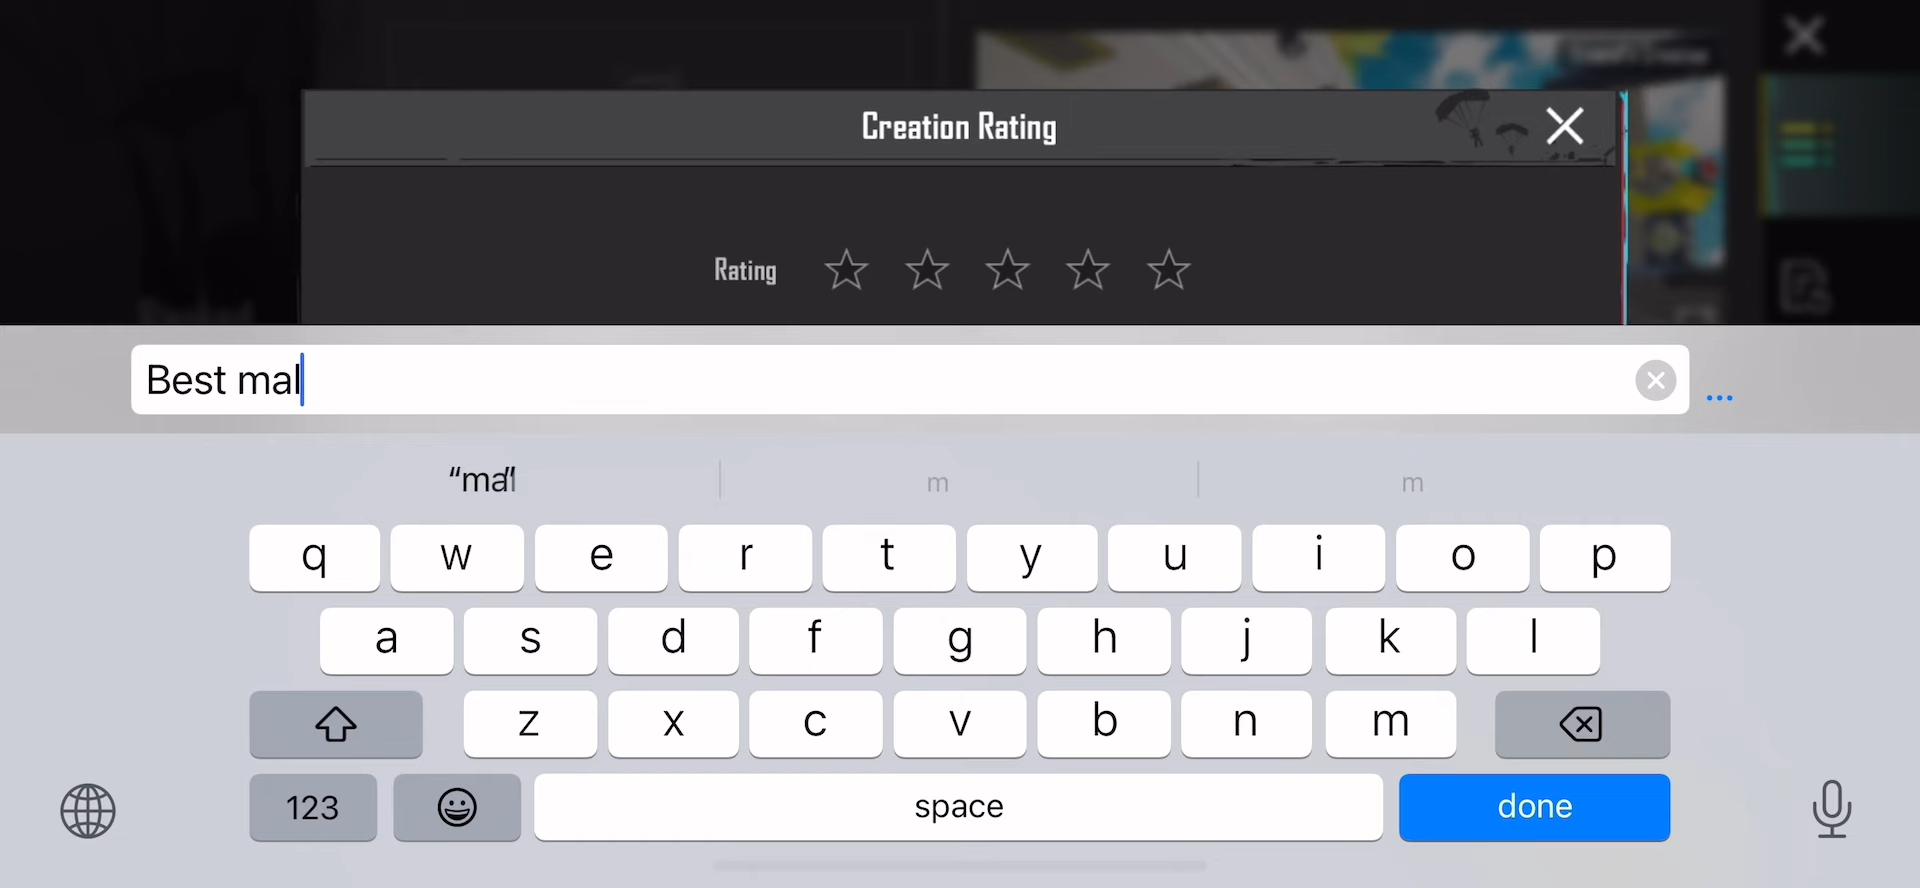 Creation Rating
Rating
Best mal
“mal”
m
m
q w e r t y u i o p
a s d f g h j k l
z x c v b n m
123
space
done